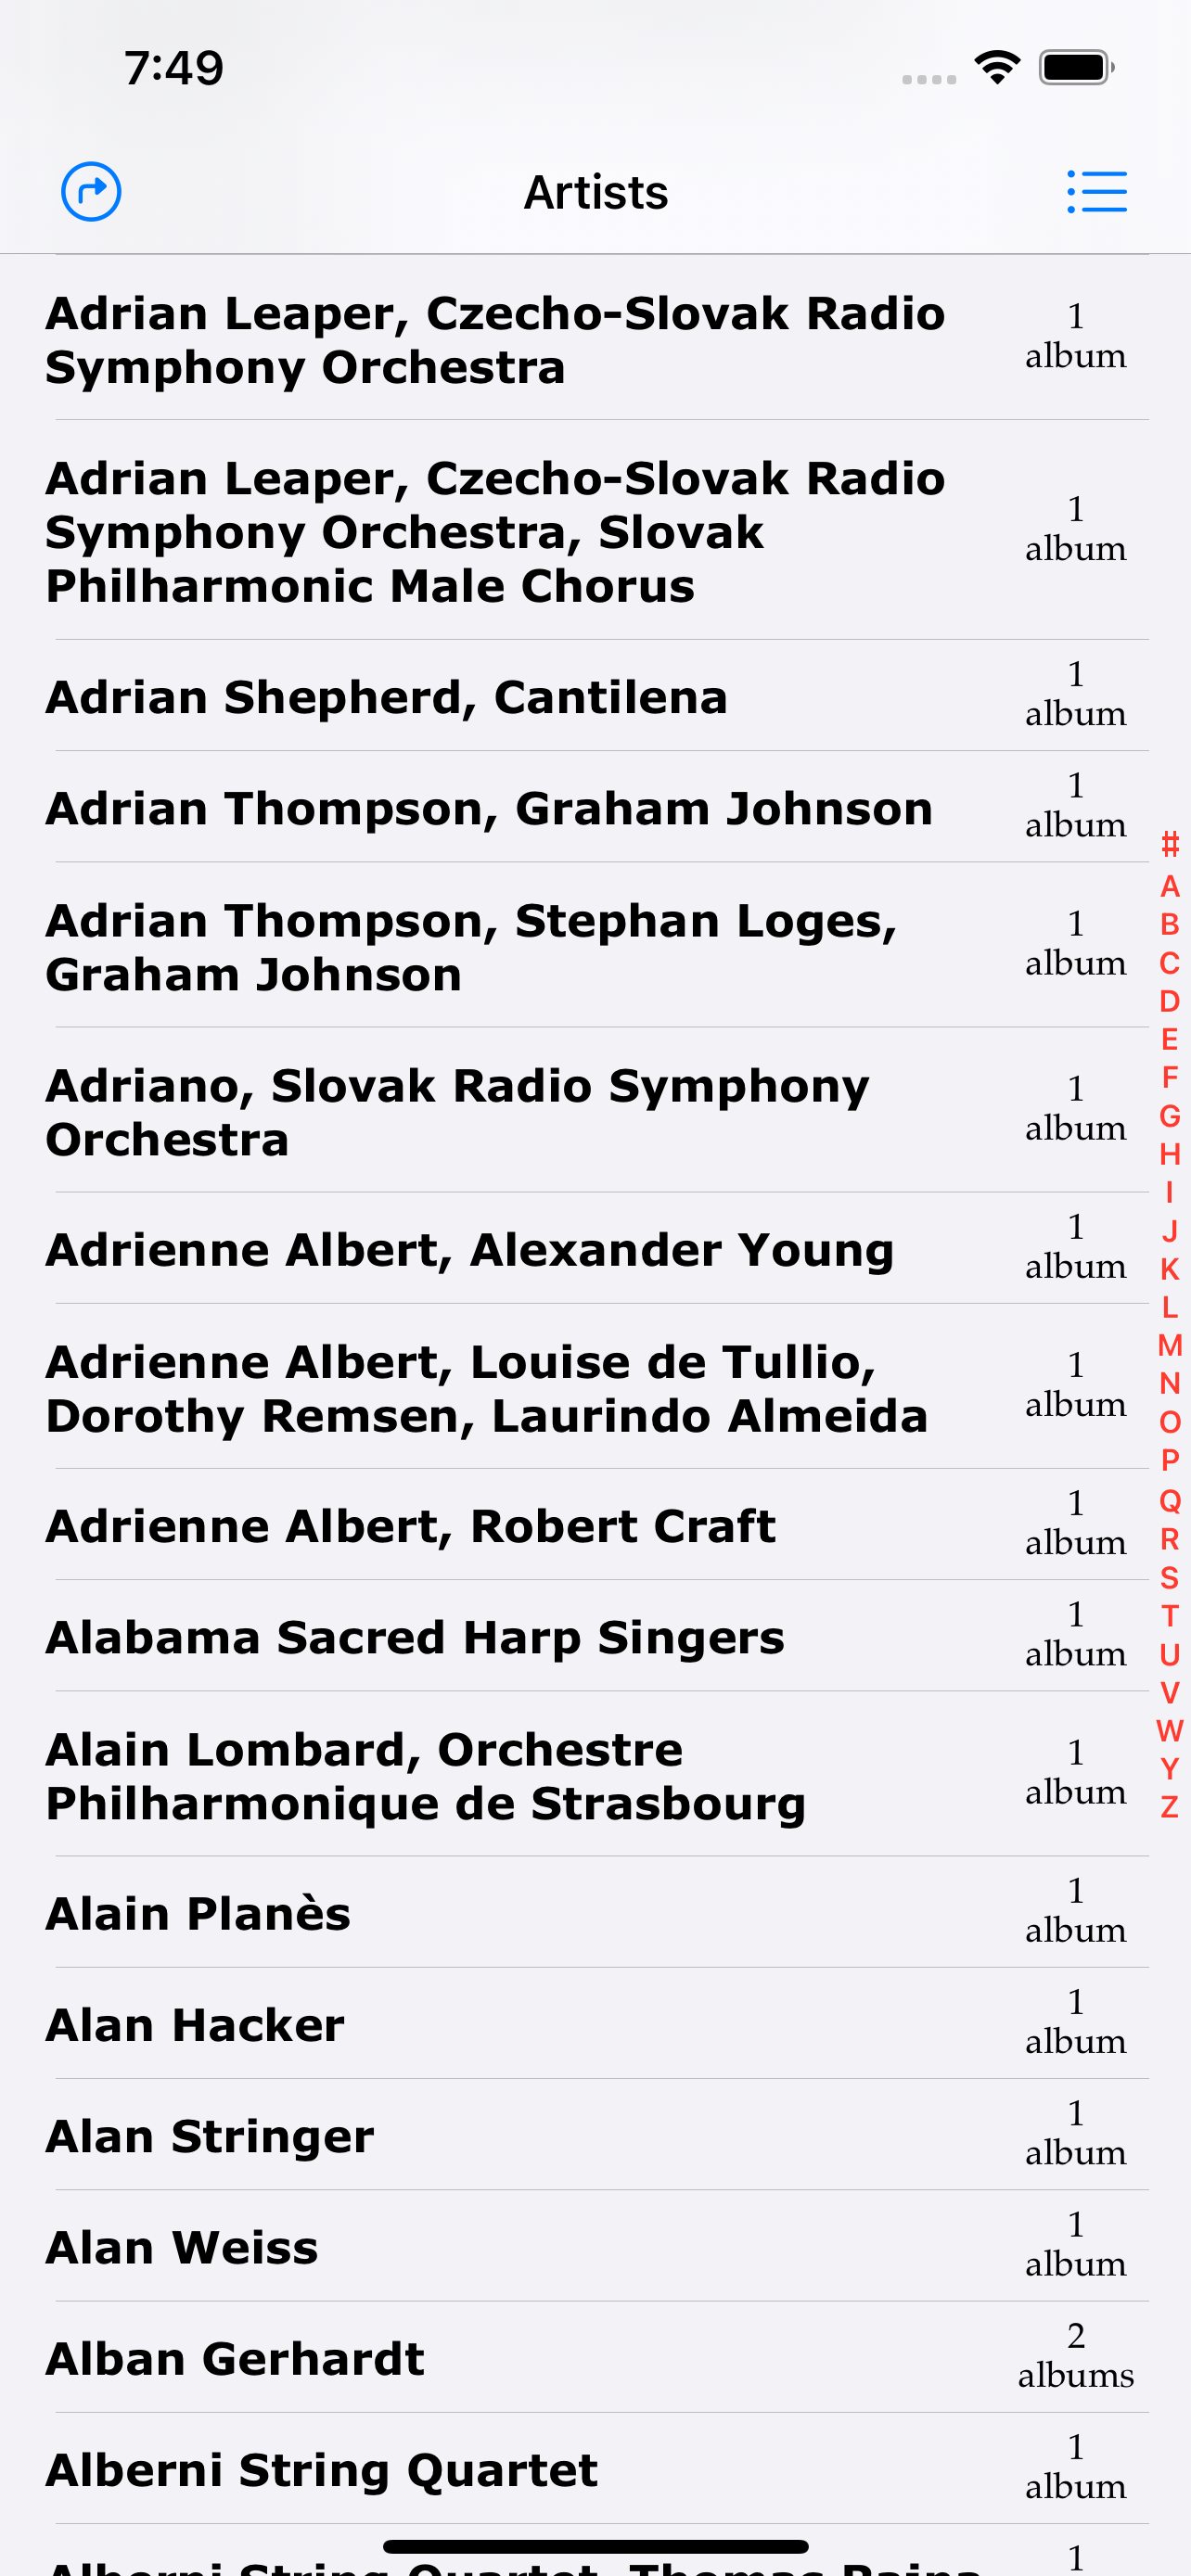 7:49
Artists
Adrian Leaper, Czecho-Slovak Radio
Symphony Orchestra
1
album
Adrian Leaper, Czecho-Slovak Radio
Symphony Orchestra, Slovak
Philharmonic Male Chorus
1
album
Adrian Shepherd, Cantilena
1
album
Adrian Thompson, Graham Johnson
1
album
Adrian Thompson, Stephan Loges,
Graham Johnson
1
album
Adriano, Slovak Radio Symphony
Orchestra
1
album
Adrienne Albert, Alexander Young
1
album
Adrienne Albert, Louise de Tullio,
Dorothy Remsen, Laurindo Almeida
1
album
Adrienne Albert, Robert Craft
1
album
Alabama Sacred Harp Singers
1
album
Alain Lombard, Orchestre
Philharmonique de Strasbourg
1
album
Alain Planès
1
album
Alan Hacker
1
album
Alan Stringer
1
album
Alan Weiss
1
album
Alban Gerhardt
2
albums
Alberni String Quartet
1
album
Alberni String Quartet, Thomas Rajna
1
#
A
B
C
D
E
F
G
H
I
J
K
L
M
N
O
P
Q
R
S
T
U
V
W
Y
Z